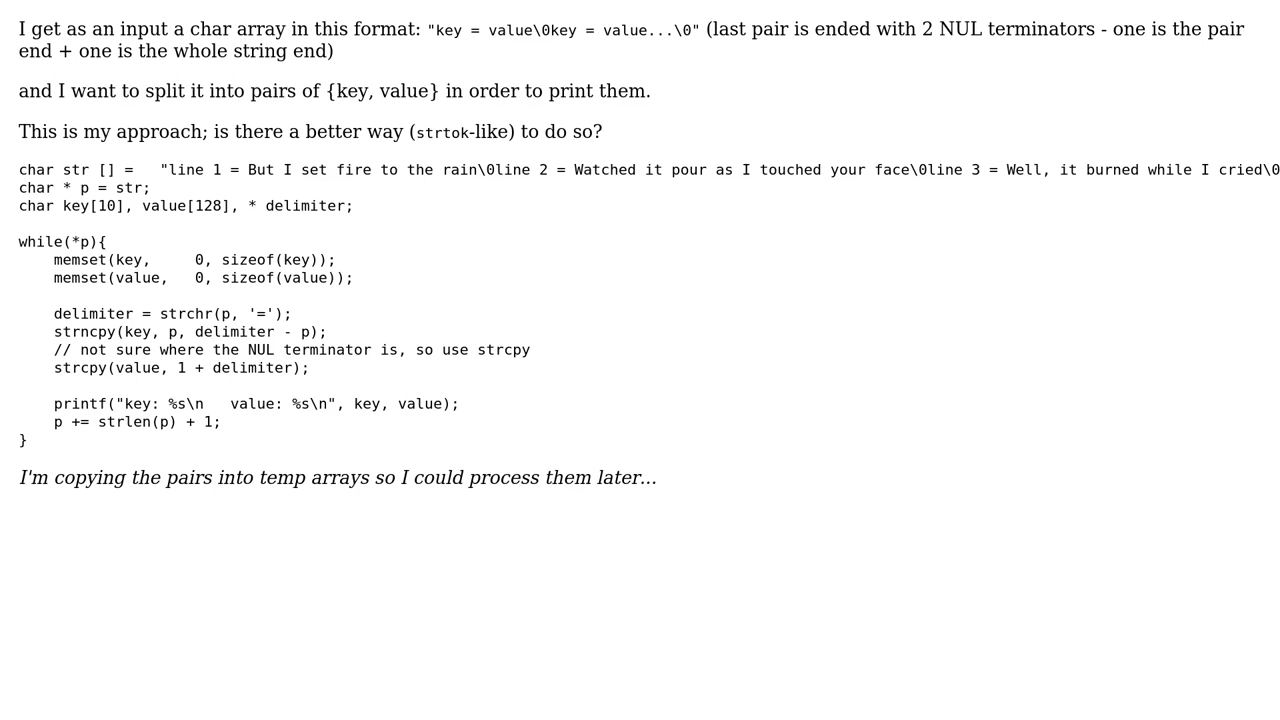 I get as an input a char array in this format: "key = value\0key = value...\0" (last pair is ended with 2 NUL terminators - one is the pair
end + one is the whole string end)
and I want to split it into pairs of {key, value} in order to print them.
This is my approach; is there a better way (strtok-like) to do so?
char str [] =   "line 1 = But I set fire to the rain\0line 2 = Watched it pour as I touched your face\0line 3 = Well, it burned while I cried\0
char * p = str;
char key[10], value[128], * delimiter;
while(*p){
    memset(key,     0, sizeof(key));
    memset(value,   0, sizeof(value));
    delimiter = strchr(p, '=');
    strncpy(key, p, delimiter - p);
    // not sure where the NUL terminator is, so use strcpy
    strcpy(value, 1 + delimiter);
    printf("key: %s\n   value: %s\n", key, value);
    p += strlen(p) + 1;
}
I'm copying the pairs into temp arrays so I could process them later...